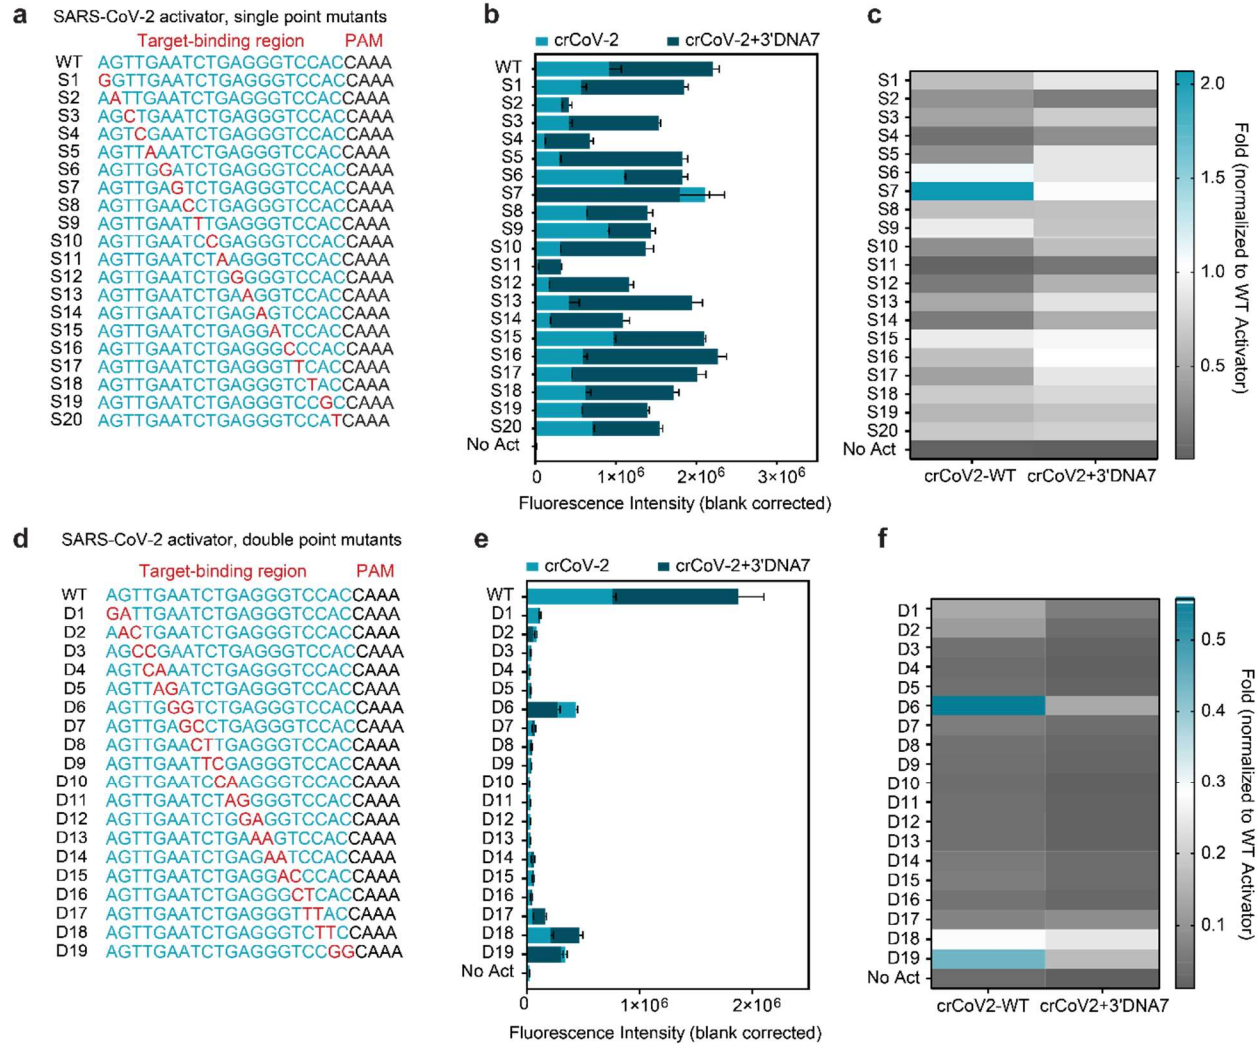 a SARS-CoV-2 activator, single point mutants
Target-binding region PAM
WT AGTTGAATCTGAGGGTCCACCAAA
S1 GGTTGAATCTGAGGGTCCACCAAA
S2 AATTGAATCTGAGGGTCCACCAAA
S3 AGCTGAATCTGAGGGTCCACCAAA
S4 AGTCGAATCTGAGGGTCCACCAAA
S5 AGTTAAATCTGAGGGTCCACCAAA
S6 AGTTGGATCTGAGGGTCCACCAAA
S7 AGTTGAGTCTGAGGGTCCACCAAA
S8 AGTTGAACCTGAGGGTCCACCAAA
S9 AGTTGAATTTGAGGGTCCACCAAA
S10 AGTTGAATCCGAGGGTCCACCAAA
S11 AGTTGAATCTAAGGGTCCACCAAA
S12 AGTTGAATCTGGGGGTCCACCAAA
S13 AGTTGAATCTGAAGGTCCACCAAA
S14 AGTTGAATCTGAGAGTCCACCAAA
S15 AGTTGAATCTGAGGATCCACCAAA
S16 AGTTGAATCTGAGGGCCCACCAAA
S17 AGTTGAATCTGAGGGTTCACCAAA
S18 AGTTGAATCTGAGGGTCTACCAAA
S19 AGTTGAATCTGAGGGTCCGCCAAA
S20 AGTTGAATCTGAGGGTCCATCAAA
b
crCoV-2 crCoV-2+3'DNA7
WT
S1
S2
S3
S4
S5
S6
S7
S8
S9
S10
S11
S12
S13
S14
S15
S16
S17
S18
S19
S20
No Act
0 1×10⁶ 2×10⁶ 3×10⁶
Fluorescence Intensity (blank corrected)
c
S1
S2
S3
S4
S5
S6
S7
S8
S9
S10
S11
S12
S13
S14
S15
S16
S17
S18
S19
S20
No Act
crCoV2-WT crCoV2+3'DNA7
2.0
1.5
1.0
0.5
Fold (normalized to WT Activator)
d SARS-CoV-2 activator, double point mutants
Target-binding region PAM
WT AGTTGAATCTGAGGGTCCACCAAA
D1 GATTGAATCTGAGGGTCCACCAAA
D2 AACTGAATCTGAGGGTCCACCAAA
D3 AGCCGAATCTGAGGGTCCACCAAA
D4 AGTCAAATCTGAGGGTCCACCAAA
D5 AGTTAGATCTGAGGGTCCACCAAA
D6 AGTTGGGTCTGAGGGTCCACCAAA
D7 AGTTGAGCCTGAGGGTCCACCAAA
D8 AGTTGAACTTGAGGGTCCACCAAA
D9 AGTTGAATTCGAGGGTCCACCAAA
D10 AGTTGAATCCAAGGGTCCACCAAA
D11 AGTTGAATCTAGGGGTCCACCAAA
D12 AGTTGAATCTGGAGGTCCACCAAA
D13 AGTTGAATCTGAAAGTCCACCAAA
D14 AGTTGAATCTGAGAATCCACCAAA
D15 AGTTGAATCTGAGGACCCACCAAA
D16 AGTTGAATCTGAGGGCTCACCAAA
D17 AGTTGAATCTGAGGGTTTACCAAA
D18 AGTTGAATCTGAGGGTCTTCCAAA
D19 AGTTGAATCTGAGGGTCCGGCAAA
e
crCoV-2 crCoV-2+3'DNA7
WT
D1
D2
D3
D4
D5
D6
D7
D8
D9
D10
D11
D12
D13
D14
D15
D16
D17
D18
D19
No Act
0 1×10⁶ 2×10⁶
Fluorescence Intensity (blank corrected)
f
D1
D2
D3
D4
D5
D6
D7
D8
D9
D10
D11
D12
D13
D14
D15
D16
D17
D18
D19
No Act
crCoV2-WT crCoV2+3'DNA7
0.5
0.4
0.3
0.2
0.1
Fold (normalized to WT Activator)